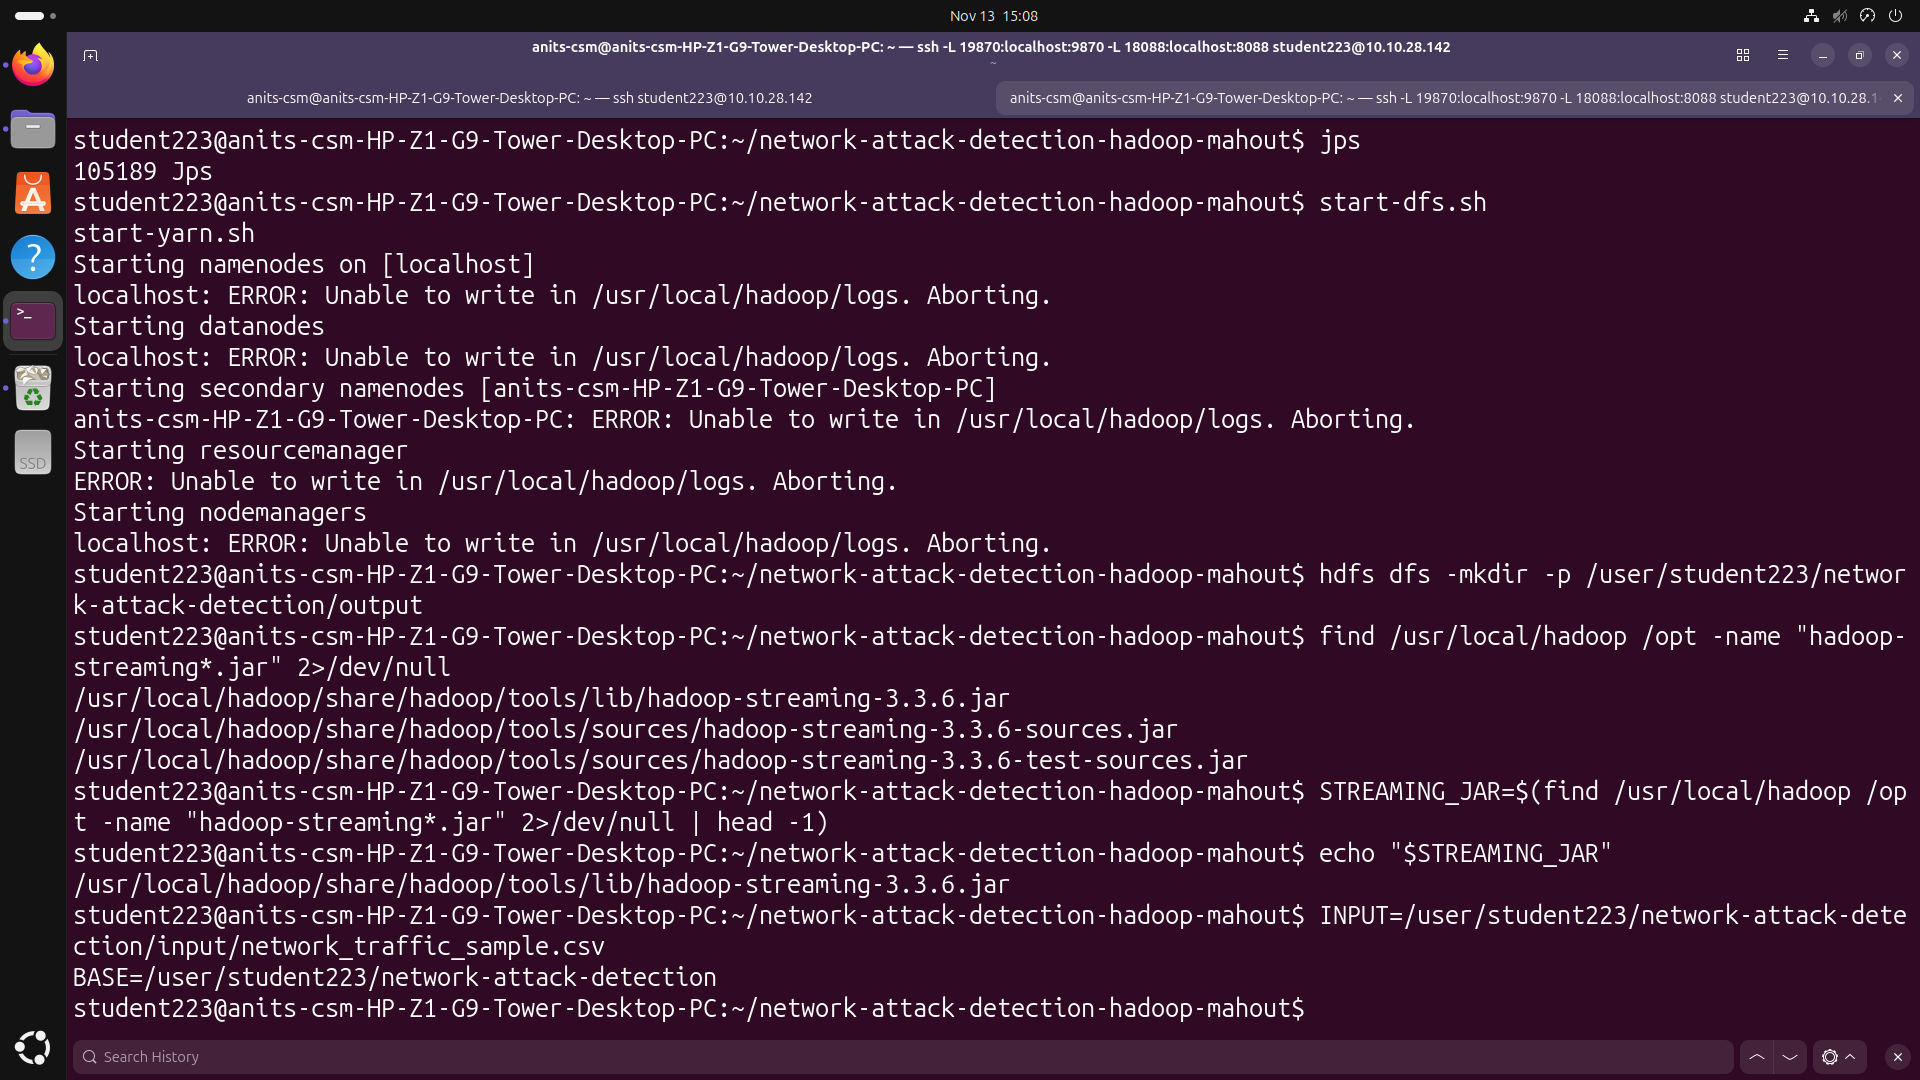 Nov 13 15:08
anits-csm@anits-csm-HP-Z1-G9-Tower-Desktop-PC: ~ — ssh -L 19870:localhost:9870 -L 18088:localhost:8088 student223@10.10.28.142
~
anits-csm@anits-csm-HP-Z1-G9-Tower-Desktop-PC: ~ — ssh student223@10.10.28.142
anits-csm@anits-csm-HP-Z1-G9-Tower-Desktop-PC: ~ — ssh -L 19870:localhost:9870 -L 18088:localhost:8088 student223@10.10.28.1
student223@anits-csm-HP-Z1-G9-Tower-Desktop-PC:~/network-attack-detection-hadoop-mahout$ jps
105189 Jps
student223@anits-csm-HP-Z1-G9-Tower-Desktop-PC:~/network-attack-detection-hadoop-mahout$ start-dfs.sh
start-yarn.sh
Starting namenodes on [localhost]
localhost: ERROR: Unable to write in /usr/local/hadoop/logs. Aborting.
Starting datanodes
localhost: ERROR: Unable to write in /usr/local/hadoop/logs. Aborting.
Starting secondary namenodes [anits-csm-HP-Z1-G9-Tower-Desktop-PC]
anits-csm-HP-Z1-G9-Tower-Desktop-PC: ERROR: Unable to write in /usr/local/hadoop/logs. Aborting.
Starting resourcemanager
ERROR: Unable to write in /usr/local/hadoop/logs. Aborting.
Starting nodemanagers
localhost: ERROR: Unable to write in /usr/local/hadoop/logs. Aborting.
student223@anits-csm-HP-Z1-G9-Tower-Desktop-PC:~/network-attack-detection-hadoop-mahout$ hdfs dfs -mkdir -p /user/student223/networ
k-attack-detection/output
student223@anits-csm-HP-Z1-G9-Tower-Desktop-PC:~/network-attack-detection-hadoop-mahout$ find /usr/local/hadoop /opt -name "hadoop-
streaming*.jar" 2>/dev/null
/usr/local/hadoop/share/hadoop/tools/lib/hadoop-streaming-3.3.6.jar
/usr/local/hadoop/share/hadoop/tools/sources/hadoop-streaming-3.3.6-sources.jar
/usr/local/hadoop/share/hadoop/tools/sources/hadoop-streaming-3.3.6-test-sources.jar
student223@anits-csm-HP-Z1-G9-Tower-Desktop-PC:~/network-attack-detection-hadoop-mahout$ STREAMING_JAR=$(find /usr/local/hadoop /op
t -name "hadoop-streaming*.jar" 2>/dev/null | head -1)
student223@anits-csm-HP-Z1-G9-Tower-Desktop-PC:~/network-attack-detection-hadoop-mahout$ echo "$STREAMING_JAR"
/usr/local/hadoop/share/hadoop/tools/lib/hadoop-streaming-3.3.6.jar
student223@anits-csm-HP-Z1-G9-Tower-Desktop-PC:~/network-attack-detection-hadoop-mahout$ INPUT=/user/student223/network-attack-dete
ction/input/network_traffic_sample.csv
BASE=/user/student223/network-attack-detection
student223@anits-csm-HP-Z1-G9-Tower-Desktop-PC:~/network-attack-detection-hadoop-mahout$
SSD
Search History